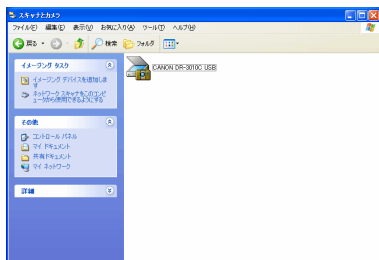 スキャナとカメラ
ファイル(F) 編集(E) 表示(V) お気に入り(A) ツール(T) ヘルプ(H)
戻る 検索 フォルダ
イメージング タスク
イメージング デバイスを追加しま
す
ネットワーク スキャナをこのコンピ
ュータから使用できるようにする
CANON DR-3010C USB
その他
コントロール パネル
マイ ドキュメント
共有ドキュメント
マイ ネットワーク
詳細